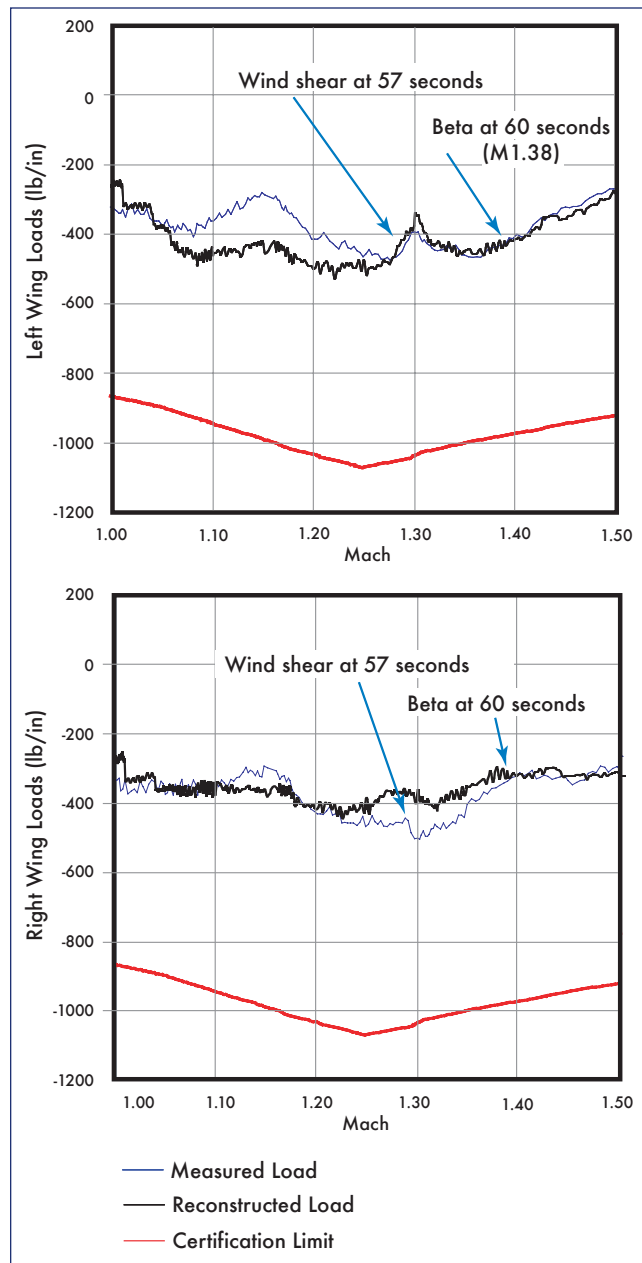 200
0
-200
-400
-600
-800
-1000
-1200
Left Wing Loads (lb/in)
Wind shear at 57 seconds
Beta at 60 seconds
(M1.38)
1.00 1.10 1.20 1.30 1.40 1.50
Mach
200
0
-200
-400
-600
-800
-1000
-1200
Right Wing Loads (lb/in)
Wind shear at 57 seconds
Beta at 60 seconds
1.00 1.10 1.20 1.30 1.40 1.50
Mach
Measured Load
Reconstructed Load
Certification Limit